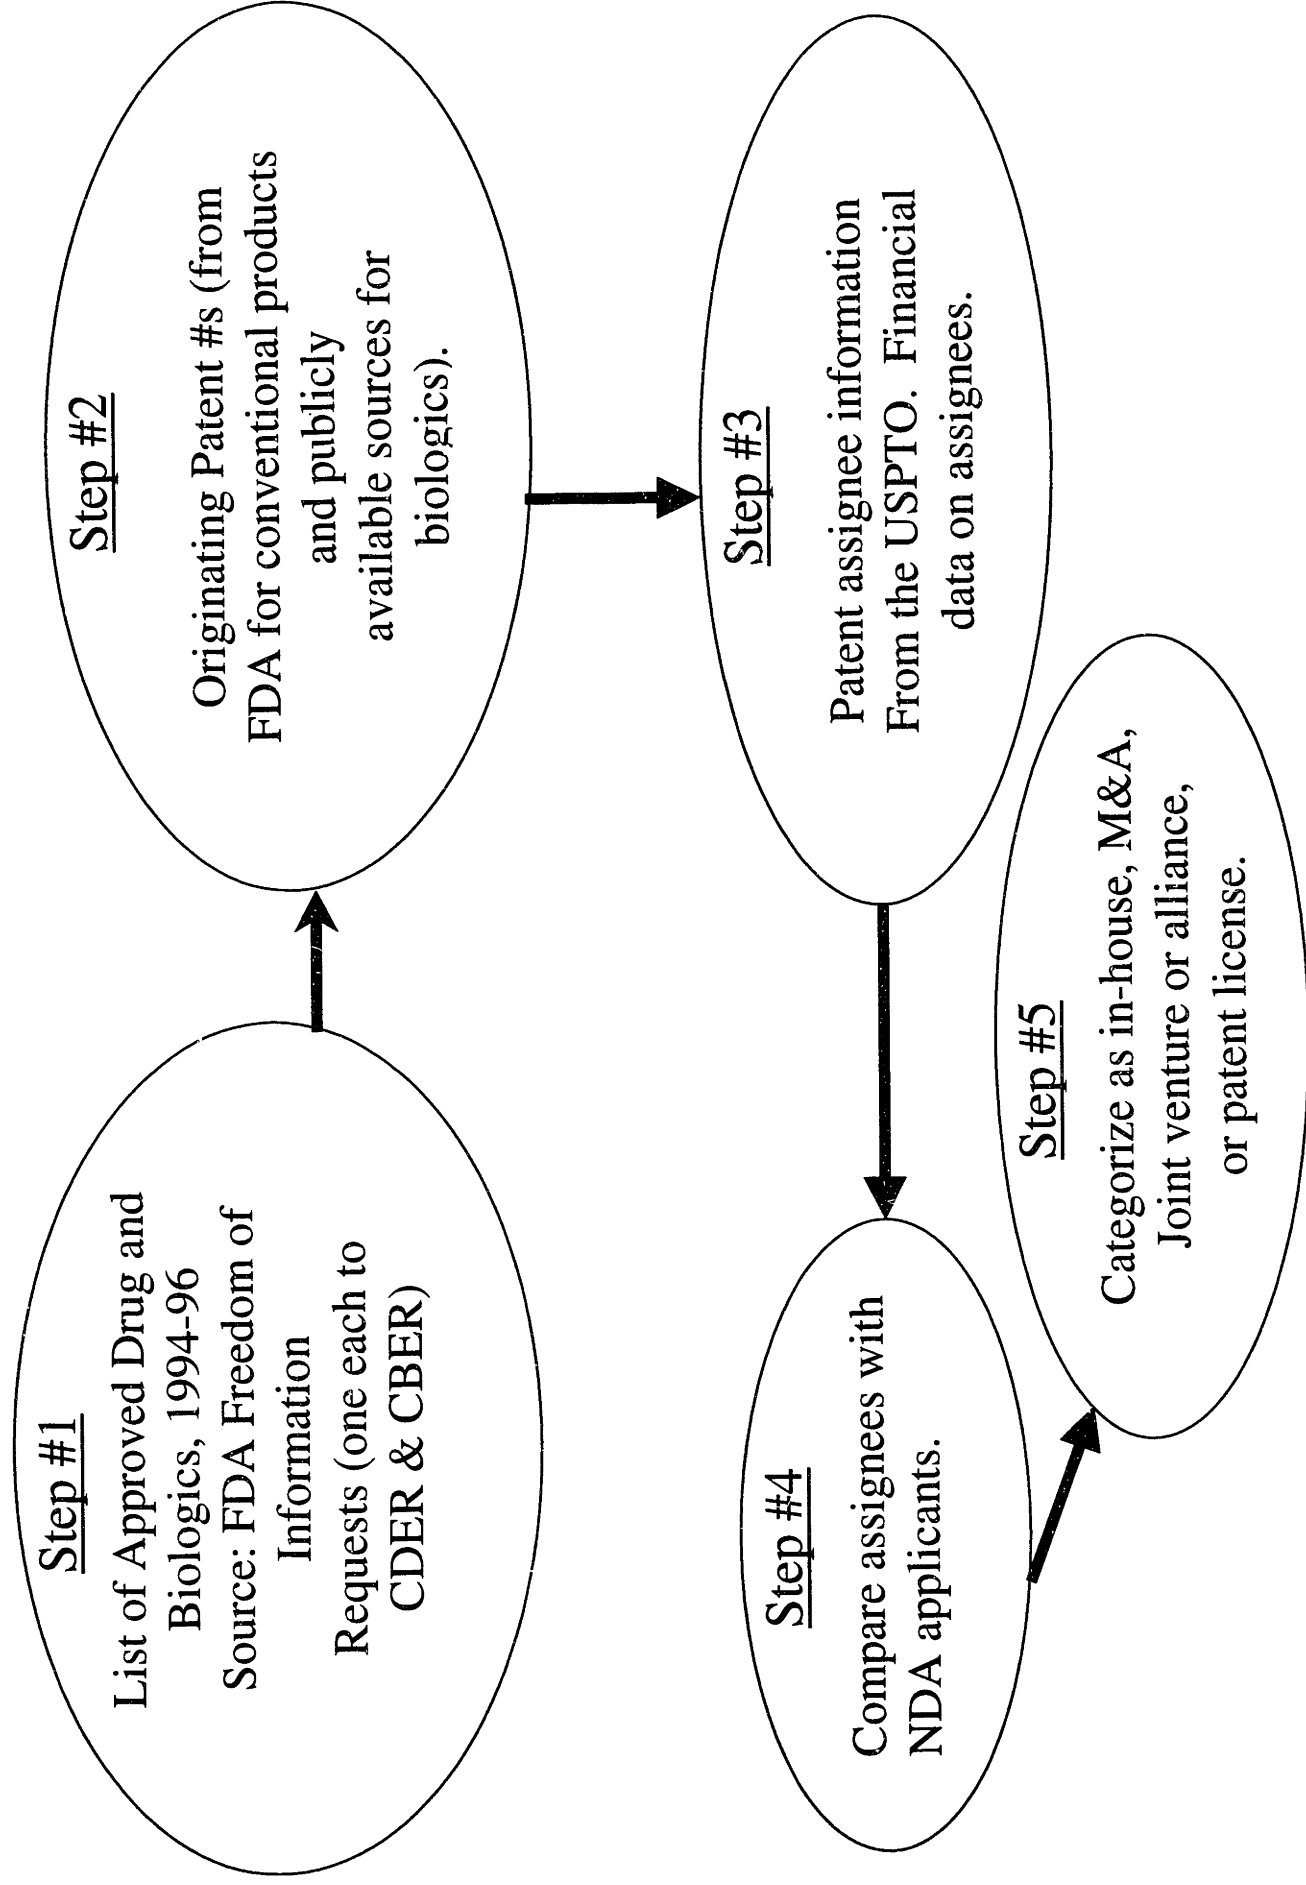 Step #1
List of Approved Drug and
Biologics, 1994-96
Source: FDA Freedom of
Information
Requests (one each to
CDER & CBER)
Step #2
Originating Patent #s (from
FDA for conventional products
and publicly
available sources for
biologics).
Step #3
Patent assignee information
From the USPTO. Financial
data on assignees.
Step #4
Compare assignees with
NDA applicants.
Step #5
Categorize as in-house, M&A,
Joint venture or alliance,
or patent license.